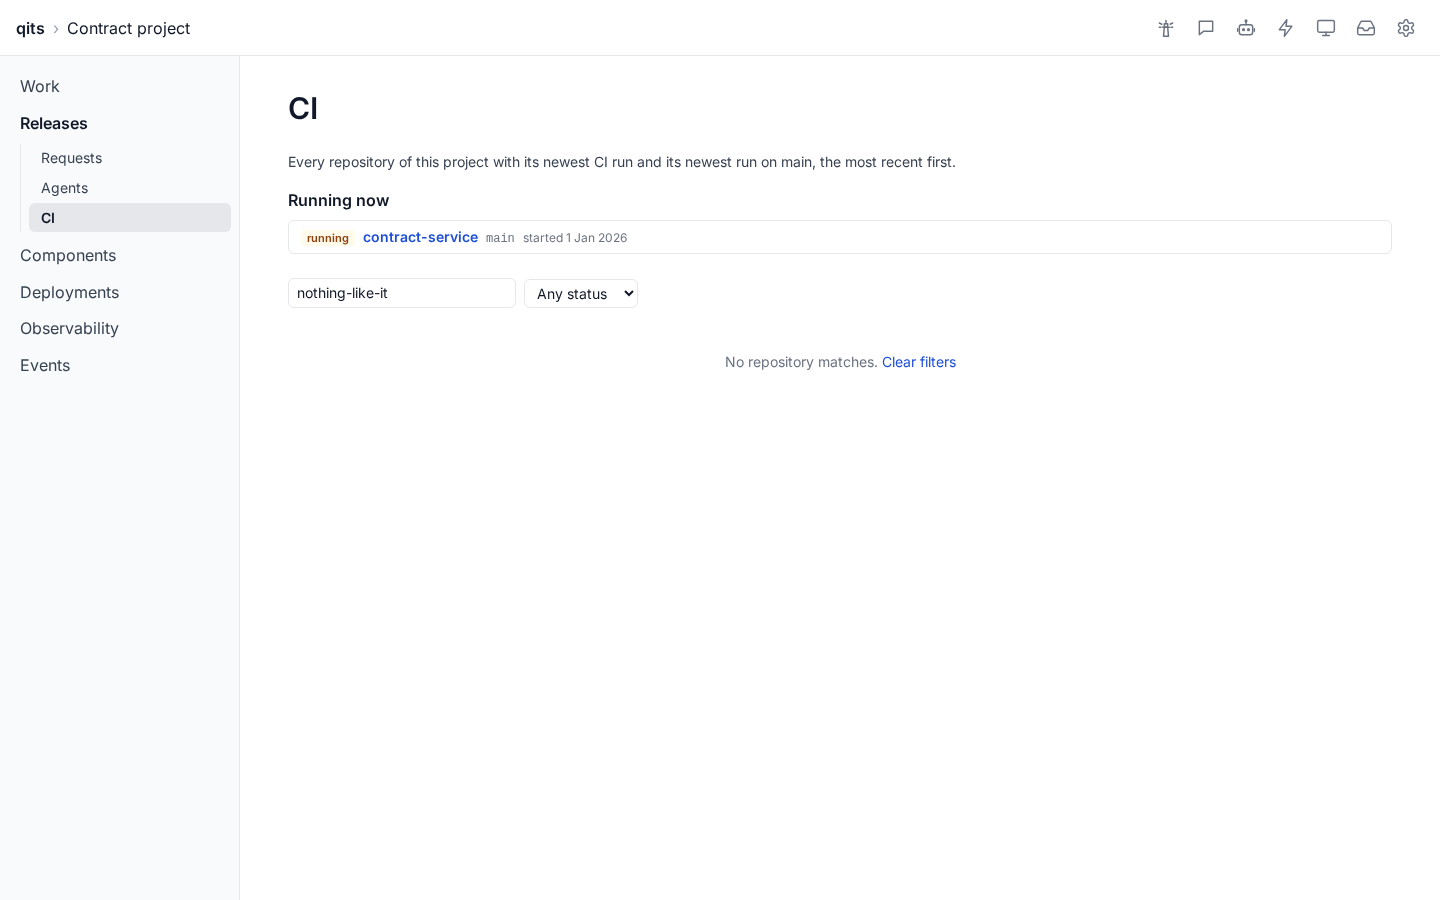 qits › Contract project
Work
Releases
Requests
Agents
CI
Components
Deployments
Observability
Events
CI
Every repository of this project with its newest CI run and its newest run on main, the most recent first.
Running now
running contract-service main started 1 Jan 2026
nothing-like-it Any status
No repository matches. Clear filters